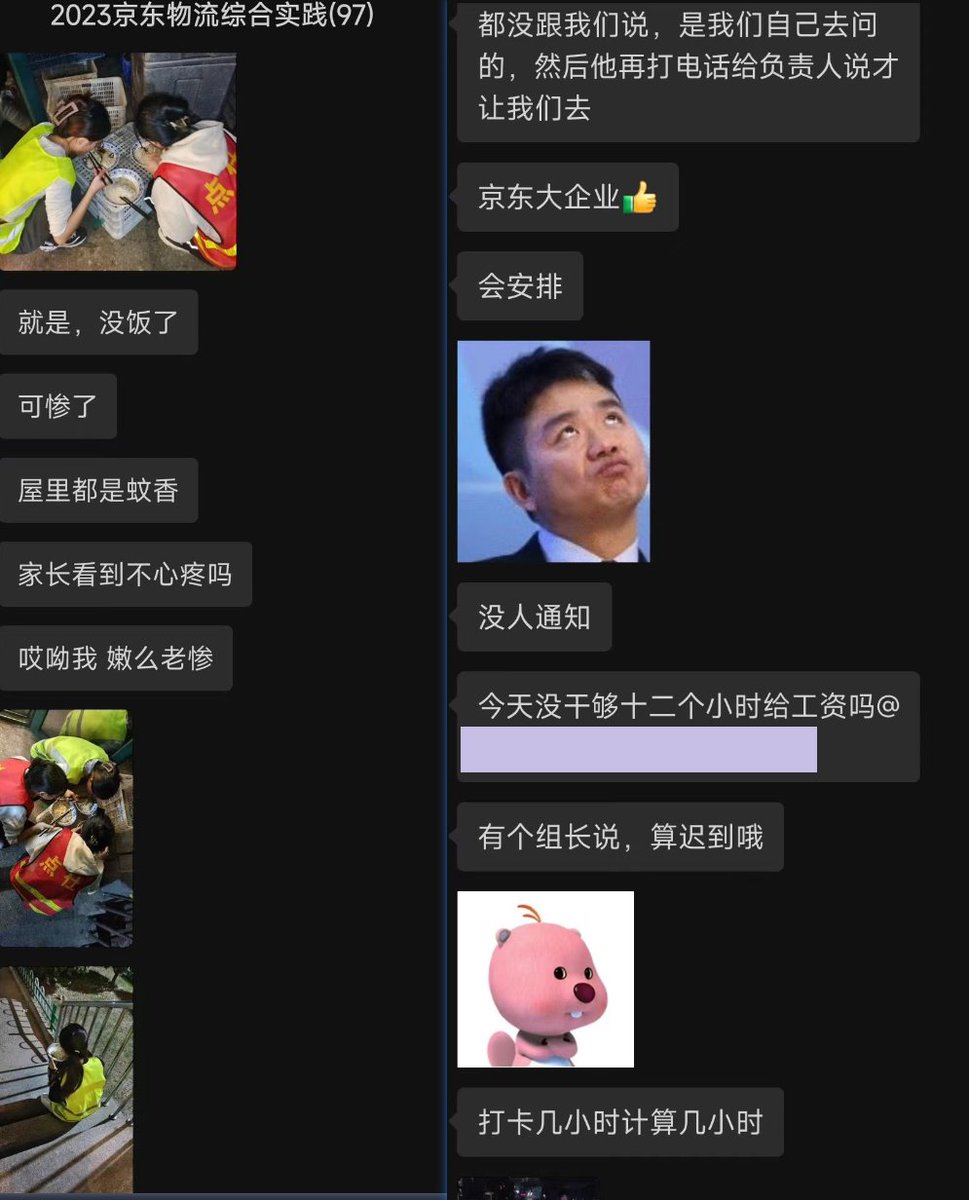 2023京东物流综合实践(97)
点
就是，没饭了
可惨了
屋里都是蚊香
家长看到不心疼吗
哎呦我 嫩么老惨
都没跟我们说，是我们自己去问
的，然后他再打电话给负责人说才
让我们去
京东大企业👍
会安排
没人通知
今天没干够十二个小时给工资吗@
有个组长说，算迟到哦
打卡几小时计算几小时